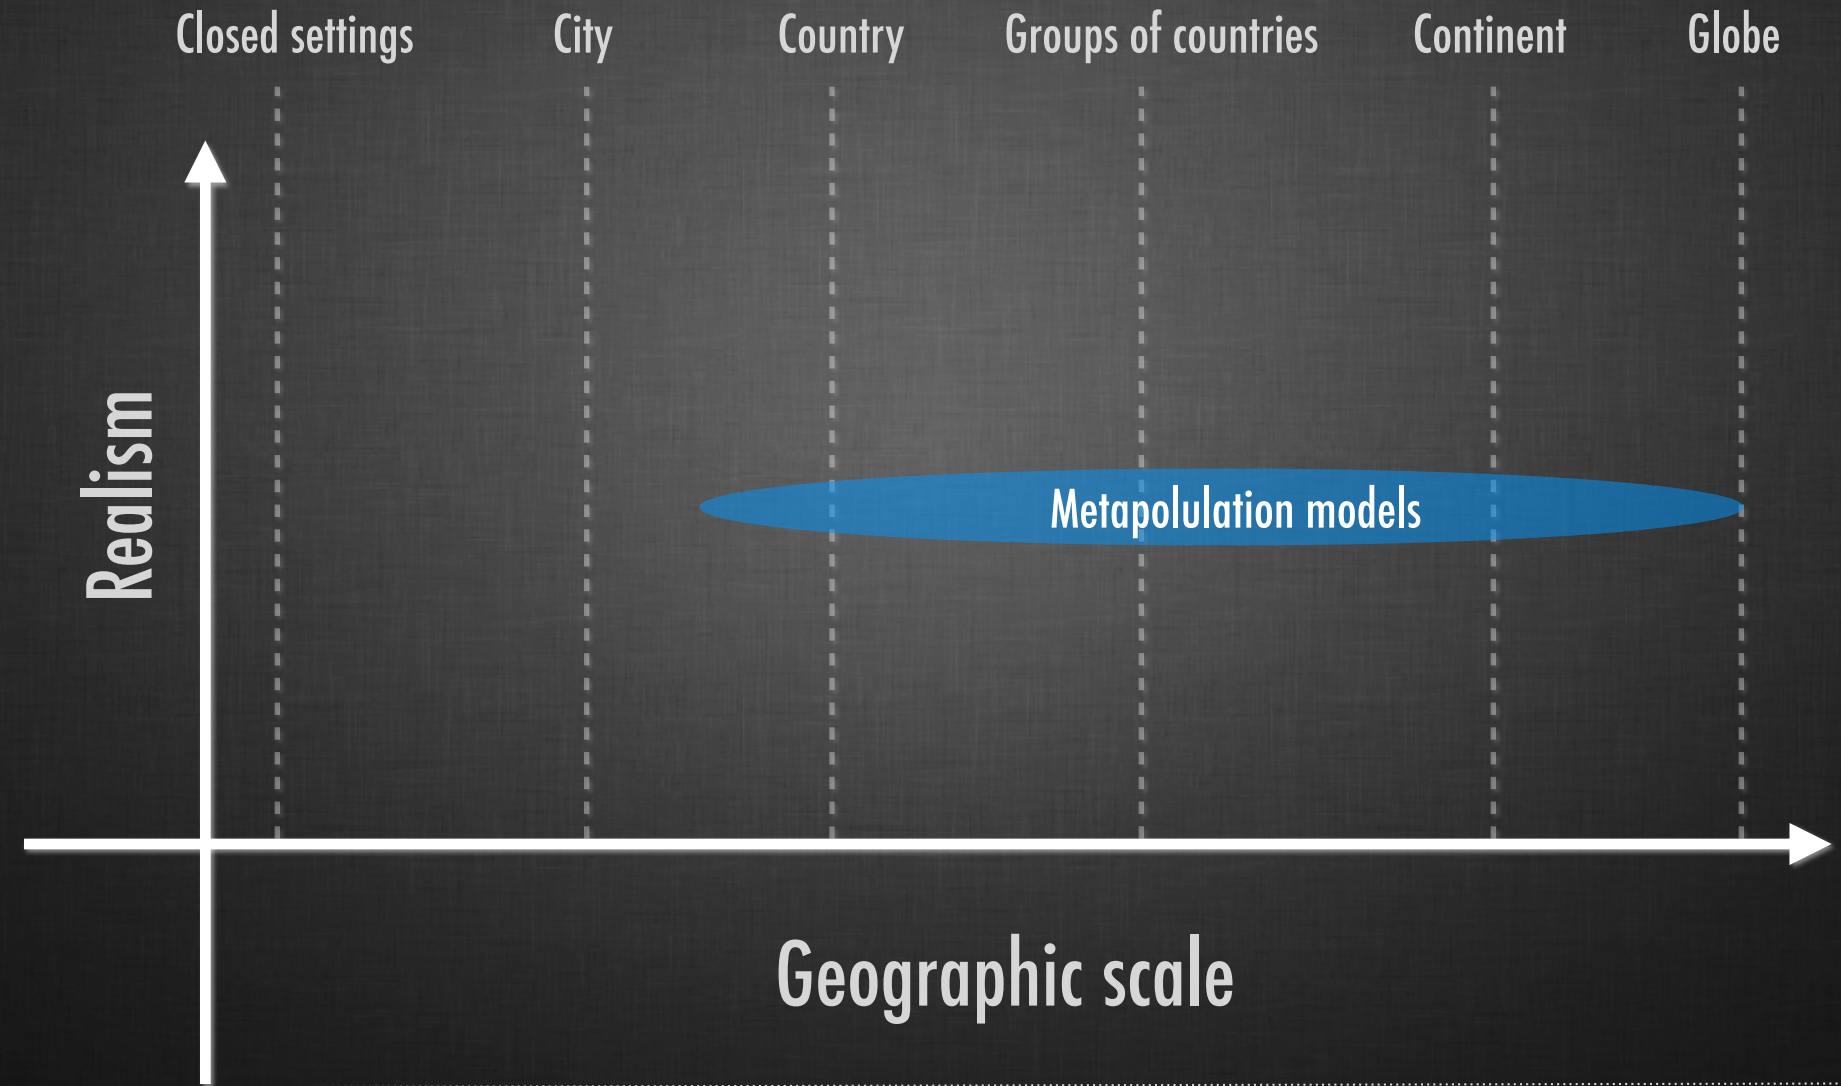 Closed settings
City
Country
Groups of countries
Continent
Globe
Realism
Metapolulation models
Geographic scale